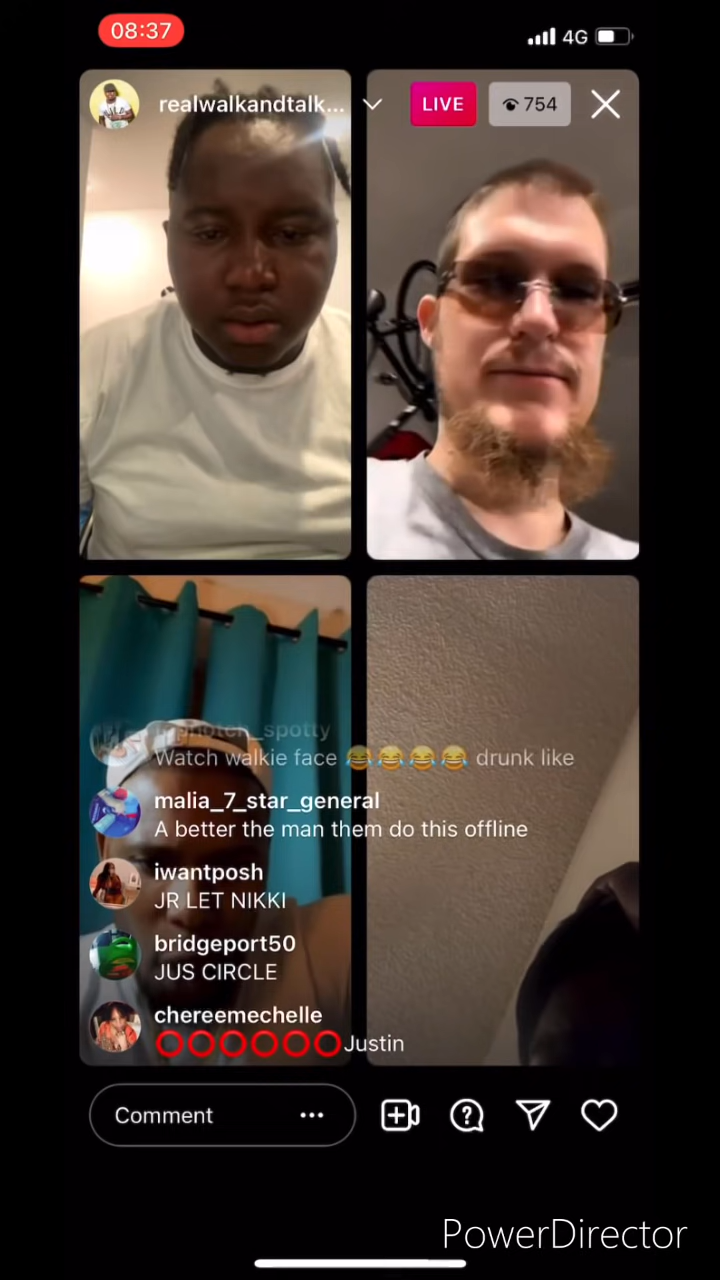 08:37
4G
realwalkandtalk...
LIVE
754
Watch walkie face 😂😂😂😂 drunk like
malia_7_star_general
A better the man them do this offline
iwantposh
JR LET NIKKI
bridgeport50
JUS CIRCLE
chereemechelle
⭕⭕⭕⭕⭕⭕Justin
Comment
PowerDirector